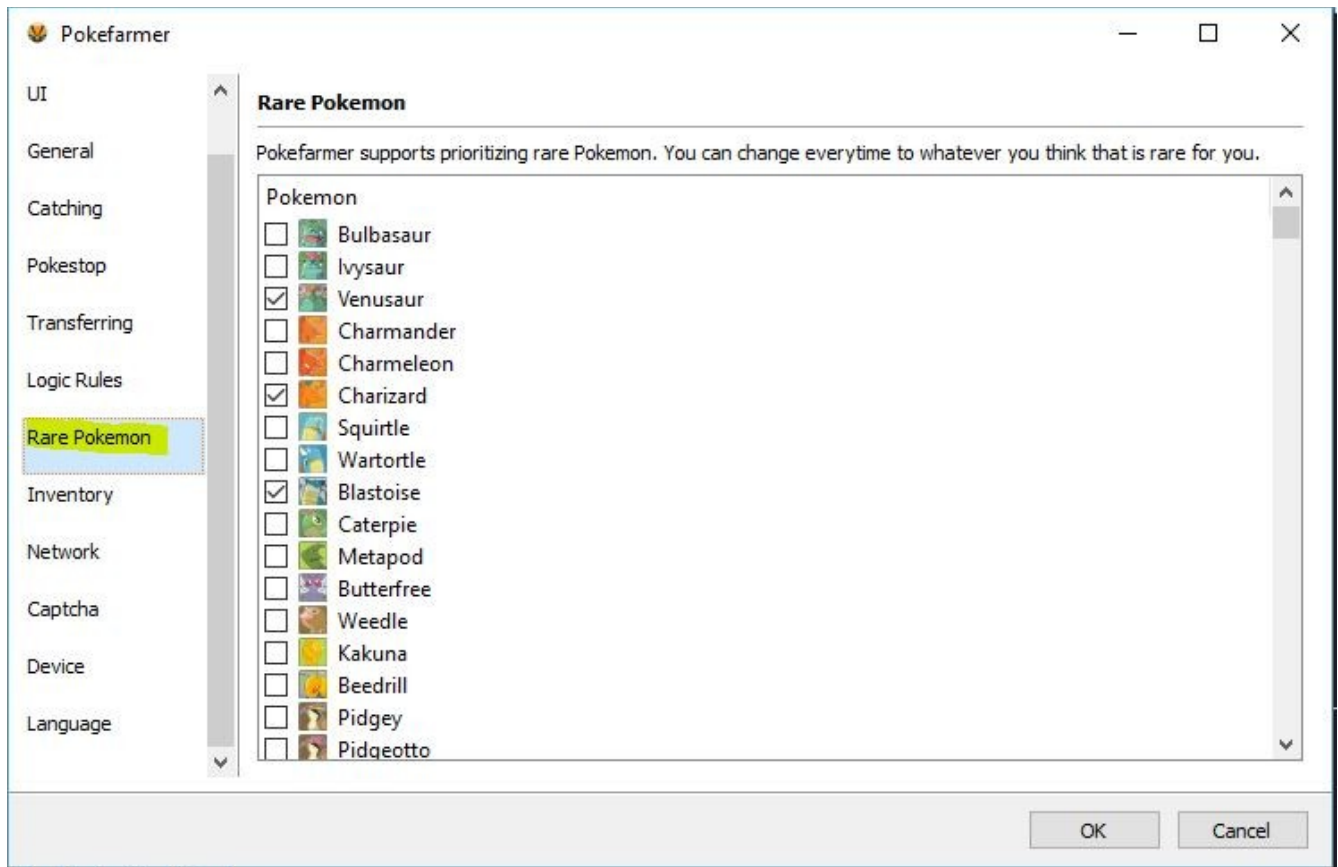 Pokefarmer
UI
General
Catching
Pokestop
Transferring
Logic Rules
Rare Pokemon
Inventory
Network
Captcha
Device
Language
Rare Pokemon
Pokefarmer supports prioritizing rare Pokemon. You can change everytime to whatever you think that is rare for you.
Pokemon
Bulbasaur
Ivysaur
Venusaur
Charmander
Charmeleon
Charizard
Squirtle
Wartortle
Blastoise
Caterpie
Metapod
Butterfree
Weedle
Kakuna
Beedrill
Pidgey
Pidgeotto
OK
Cancel